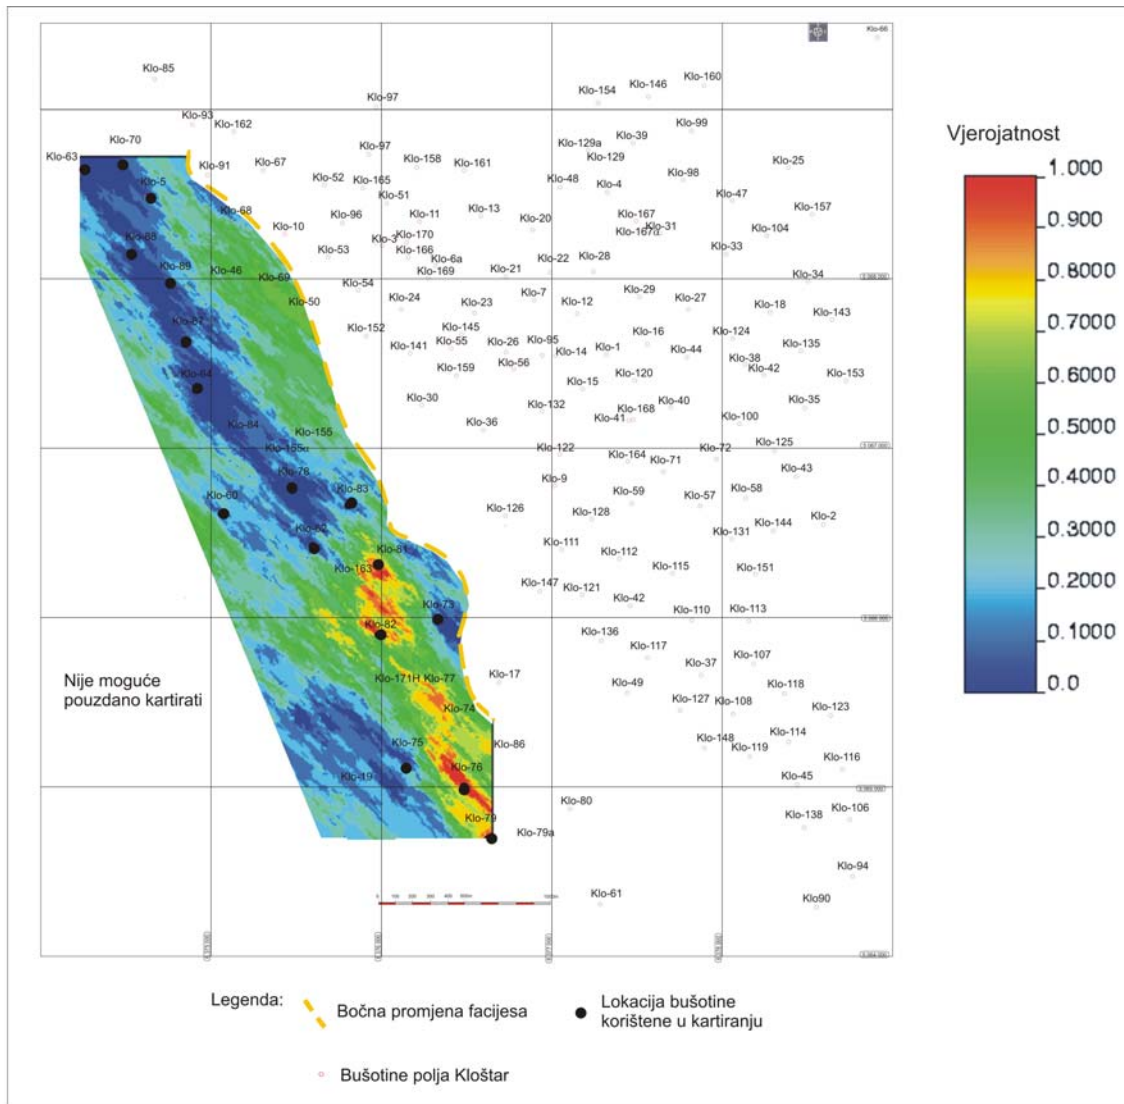 Klo-66
Klo-85
Klo-160
Klo-146
Klo-154
Klo-97
Klo-93
Klo-162
Klo-99
Klo-70
Klo-39
Klo-129a
Klo-97
Klo-63
Klo-129
Klo-158
Klo-161
Klo-25
Klo-91
Klo-67
Klo-52
Klo-165
Klo-48
Klo-4
Klo-98
Klo-5
Klo-51
Klo-47
Klo-68
Klo-96
Klo-11
Klo-13
Klo-20
Klo-167
Klo-157
Klo-10
Klo-3
Klo-170
Klo-31
Klo-104
Klo-88
Klo-53
Klo-166
Klo-6a
Klo-33
Klo-89
Klo-46
Klo-69
Klo-169
Klo-21
Klo-22
Klo-28
Klo-34
Klo-50
Klo-54
Klo-24
Klo-23
Klo-7
Klo-12
Klo-29
Klo-27
Klo-18
Klo-143
Klo-152
Klo-145
Klo-141
Klo-55
Klo-26
Klo-95
Klo-14
Klo-1
Klo-16
Klo-44
Klo-124
Klo-135
Klo-38
Klo-42
Klo-159
Klo-56
Klo-15
Klo-120
Klo-153
Klo-30
Klo-36
Klo-132
Klo-41
Klo-168
Klo-40
Klo-100
Klo-35
Klo-84
Klo-155
Klo-122
Klo-72
Klo-125
Klo-164
Klo-71
Klo-43
Klo-78
Klo-9
Klo-60
Klo-83
Klo-126
Klo-128
Klo-59
Klo-57
Klo-58
Klo-2
Klo-131
Klo-144
Klo-81
Klo-111
Klo-112
Klo-163
Klo-115
Klo-151
Klo-147
Klo-121
Klo-73
Klo-42
Klo-110
Klo-113
Klo-82
Klo-136
Klo-117
Klo-37
Klo-107
Klo-171H
Klo-77
Klo-17
Klo-49
Klo-127
Klo-108
Klo-118
Klo-123
Klo-74
Klo-75
Klo-86
Klo-148
Klo-119
Klo-114
Klo-116
Klo-19
Klo-76
Klo-45
Klo-79
Klo-79a
Klo-80
Klo-138
Klo-106
Klo-94
Klo-61
Klo90
Nije moguće
pouzdano kartirati
Vjerojatnost
1.000
0.900
0.8000
0.7000
0.6000
0.5000
0.4000
0.3000
0.2000
0.1000
0.0
Legenda:
Bočna promjena facijesa
Lokacija bušotine
korištene u kartiranju
Bušotine polja Kloštar